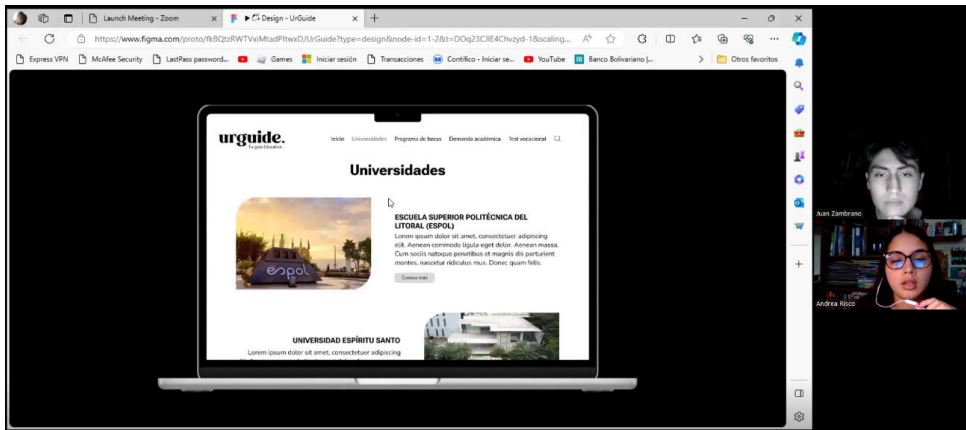 Launch Meeting - Zoom
Design - UrGuide
https://www.figma.com/proto/fkBQtzRWTVxiMtadPItwxD/UrGuide?type=design&node-id=1-2&t=DOq23CJIE4Chvzyd-1&scaling...
Express VPN McAfee Security LastPass password... Games Iniciar sesión Transacciones Contifico - Iniciar se... YouTube Banco Bolivariano |... Otros favoritos
urguide.
Tu guía Educativa
Inicio Universidades Programa de becas Demanda académica Test vocacional
Universidades
espol
ESCUELA SUPERIOR POLITÉCNICA DEL
LITORAL (ESPOL)
Lorem ipsum dolor sit amet, consectetuer adipiscing
elit. Aenean commodo ligula eget dolor. Aenean massa.
Cum sociis natoque penatibus et magnis dis parturient
montes, nascetur ridiculus mus. Donec quam felis.
Conoce más
UNIVERSIDAD ESPÍRITU SANTO
Lorem ipsum dolor sit amet, consectetuer adipiscing
Juan Zambrano
Andrea Risco